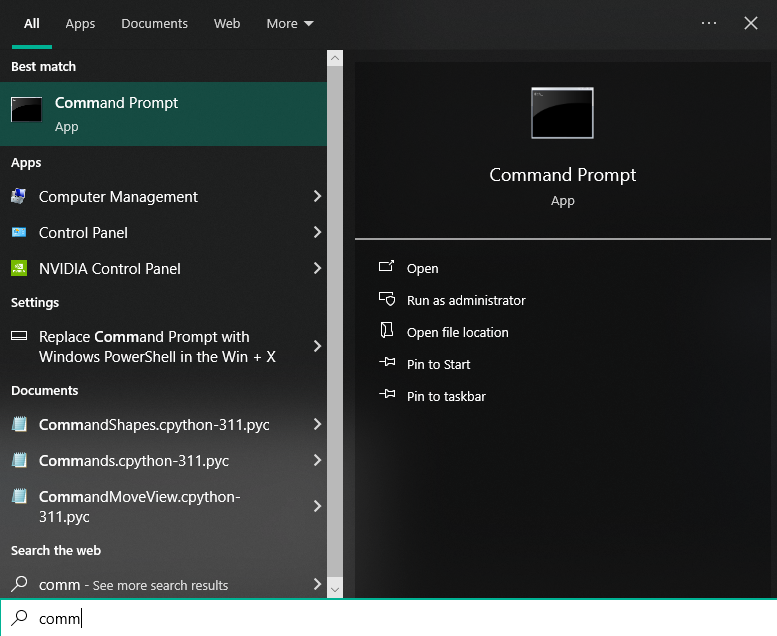 All Apps Documents Web More
Best match
Command Prompt
App
Apps
Computer Management
Control Panel
NVIDIA Control Panel
Settings
Replace Command Prompt with
Windows PowerShell in the Win + X
Documents
CommandShapes.cpython-311.pyc
Commands.cpython-311.pyc
CommandMoveView.cpython-
311.pyc
Search the web
comm - See more search results
comm
Command Prompt
App
Open
Run as administrator
Open file location
Pin to Start
Pin to taskbar